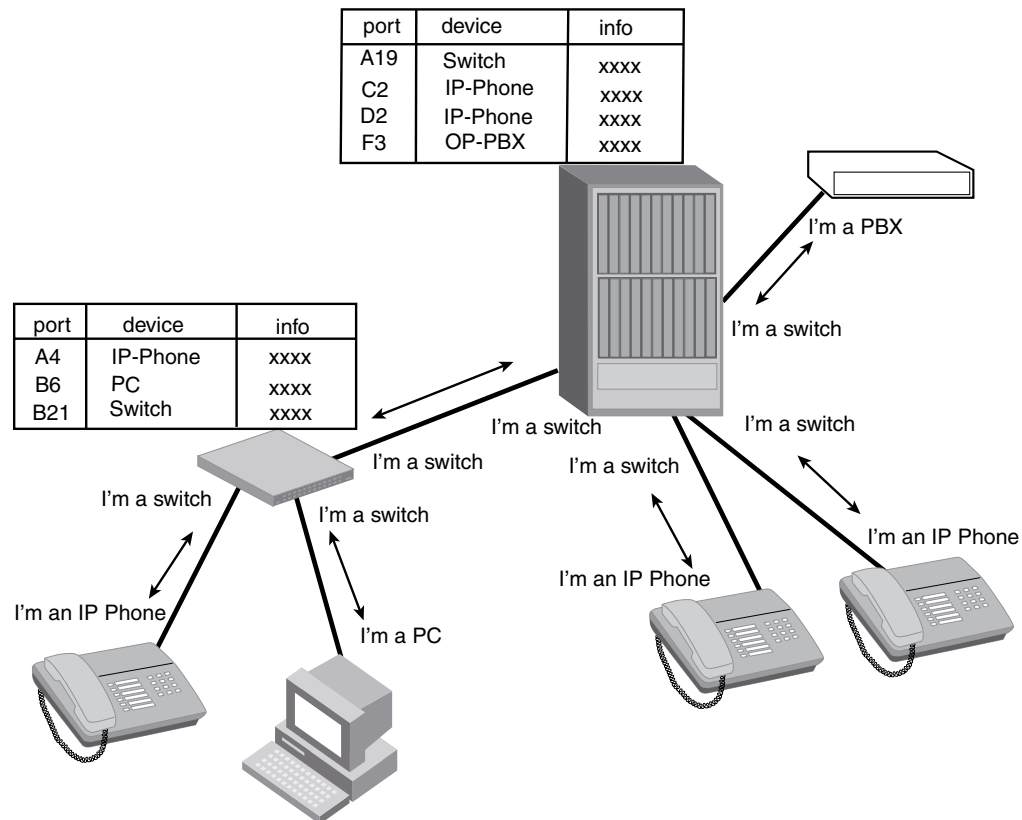 port device info
A19 Switch xxxx
C2 IP-Phone xxxx
D2 IP-Phone xxxx
F3 OP-PBX xxxx
I'm a PBX
I'm a switch
port device info
A4 IP-Phone xxxx
B6 PC xxxx
B21 Switch xxxx
I'm a switch
I'm a switch
I'm a switch
I'm a switch
I'm a switch
I'm a switch
I'm an IP Phone
I'm an IP Phone
I'm an IP Phone
I'm a PC